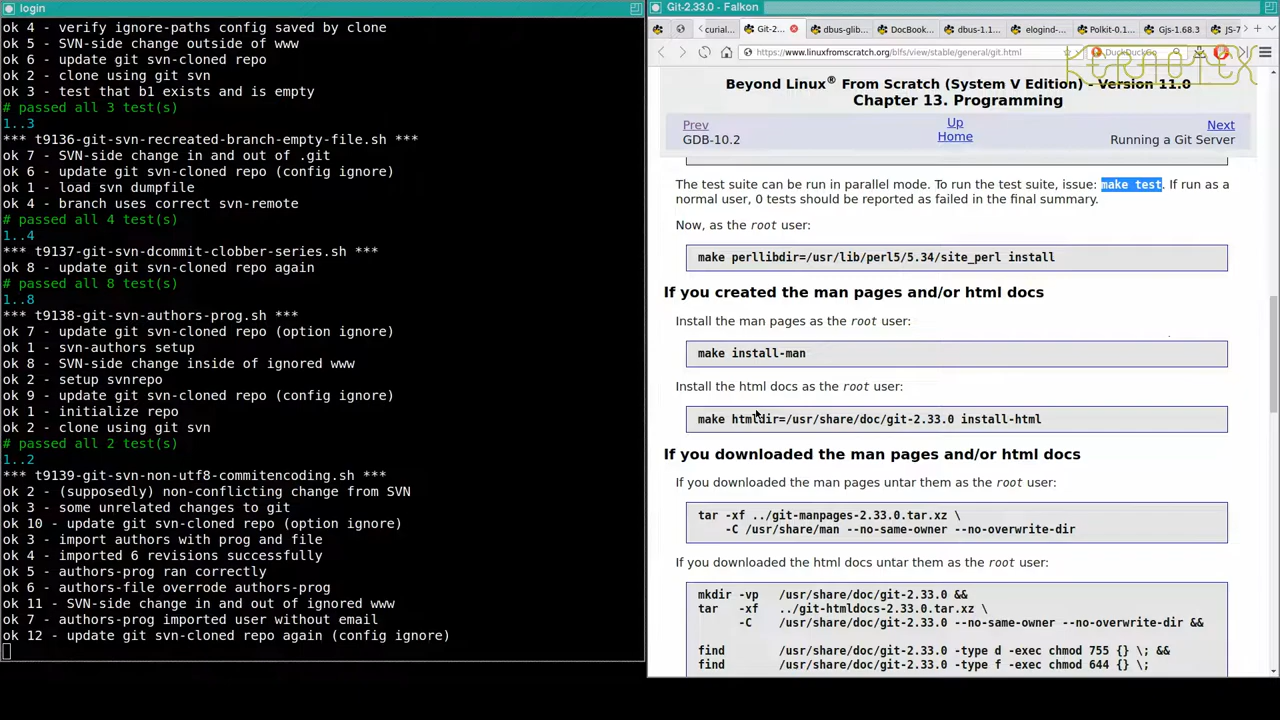 login
ok 4 - verify ignore-paths config saved by clone
ok 5 - SVN-side change outside of www
ok 6 - update git svn-cloned repo
ok 2 - clone using git svn
ok 3 - test that b1 exists and is empty
# passed all 3 test(s)
1..3
*** t9136-git-svn-recreated-branch-empty-file.sh ***
ok 7 - SVN-side change in and out of .git
ok 6 - update git svn-cloned repo (config ignore)
ok 1 - load svn dumpfile
ok 4 - branch uses correct svn-remote
# passed all 4 test(s)
1..4
*** t9137-git-svn-dcommit-clobber-series.sh ***
ok 8 - update git svn-cloned repo again
# passed all 8 test(s)
1..8
*** t9138-git-svn-authors-prog.sh ***
ok 7 - update git svn-cloned repo (option ignore)
ok 1 - svn-authors setup
ok 8 - SVN-side change inside of ignored www
ok 2 - setup svnrepo
ok 9 - update git svn-cloned repo (config ignore)
ok 1 - initialize repo
ok 2 - clone using git svn
# passed all 2 test(s)
1..2
*** t9139-git-svn-non-utf8-commitencoding.sh ***
ok 2 - (supposedly) non-conflicting change from SVN
ok 3 - some unrelated changes to git
ok 10 - update git svn-cloned repo (option ignore)
ok 3 - import authors with prog and file
ok 4 - imported 6 revisions successfully
ok 5 - authors-prog ran correctly
ok 6 - authors-file overrode authors-prog
ok 11 - SVN-side change in and out of ignored www
ok 7 - authors-prog imported user without email
ok 12 - update git svn-cloned repo again (config ignore)
Git-2.33.0 - Falkon
curial... Git-2... dbus-glib... DocBook... dbus-1.1... elogind-... Polkit-0.1... Gjs-1.68.3 JS-7
https://www.linuxfromscratch.org/blfs/view/stable/general/git.html DuckDuckGo
KERNOTEX
Beyond Linux® From Scratch (System V Edition) - Version 11.0
Chapter 13. Programming
Prev Up Next
GDB-10.2 Home Running a Git Server
The test suite can be run in parallel mode. To run the test suite, issue: make test. If run as a
normal user, 0 tests should be reported as failed in the final summary.
Now, as the root user:
make perllibdir=/usr/lib/perl5/5.34/site_perl install
If you created the man pages and/or html docs
Install the man pages as the root user:
make install-man
Install the html docs as the root user:
make htmldir=/usr/share/doc/git-2.33.0 install-html
If you downloaded the man pages and/or html docs
If you downloaded the man pages untar them as the root user:
tar -xf ../git-manpages-2.33.0.tar.xz \
-C /usr/share/man --no-same-owner --no-overwrite-dir
If you downloaded the html docs untar them as the root user:
mkdir -vp /usr/share/doc/git-2.33.0 &&
tar -xf ../git-htmldocs-2.33.0.tar.xz \
-C /usr/share/doc/git-2.33.0 --no-same-owner --no-overwrite-dir &&
find /usr/share/doc/git-2.33.0 -type d -exec chmod 755 {} \; &&
find /usr/share/doc/git-2.33.0 -type f -exec chmod 644 {} \;